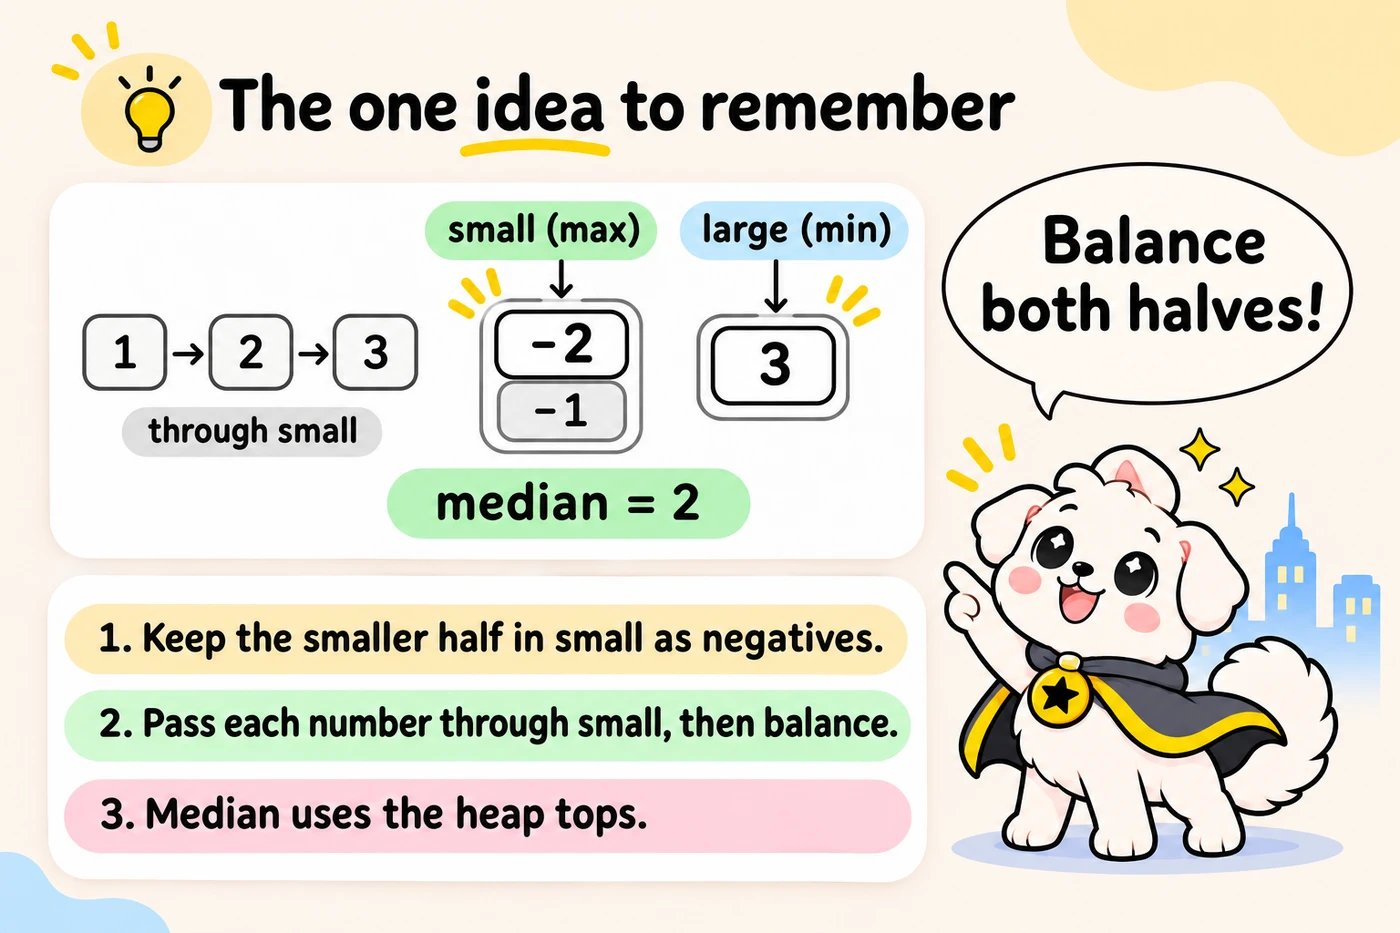 The one idea to remember
small (max)
large (min)
1 → 2 → 3
through small
-2
-1
3
median = 2
Balance
both halves!
1. Keep the smaller half in small as negatives.
2. Pass each number through small, then balance.
3. Median uses the heap tops.